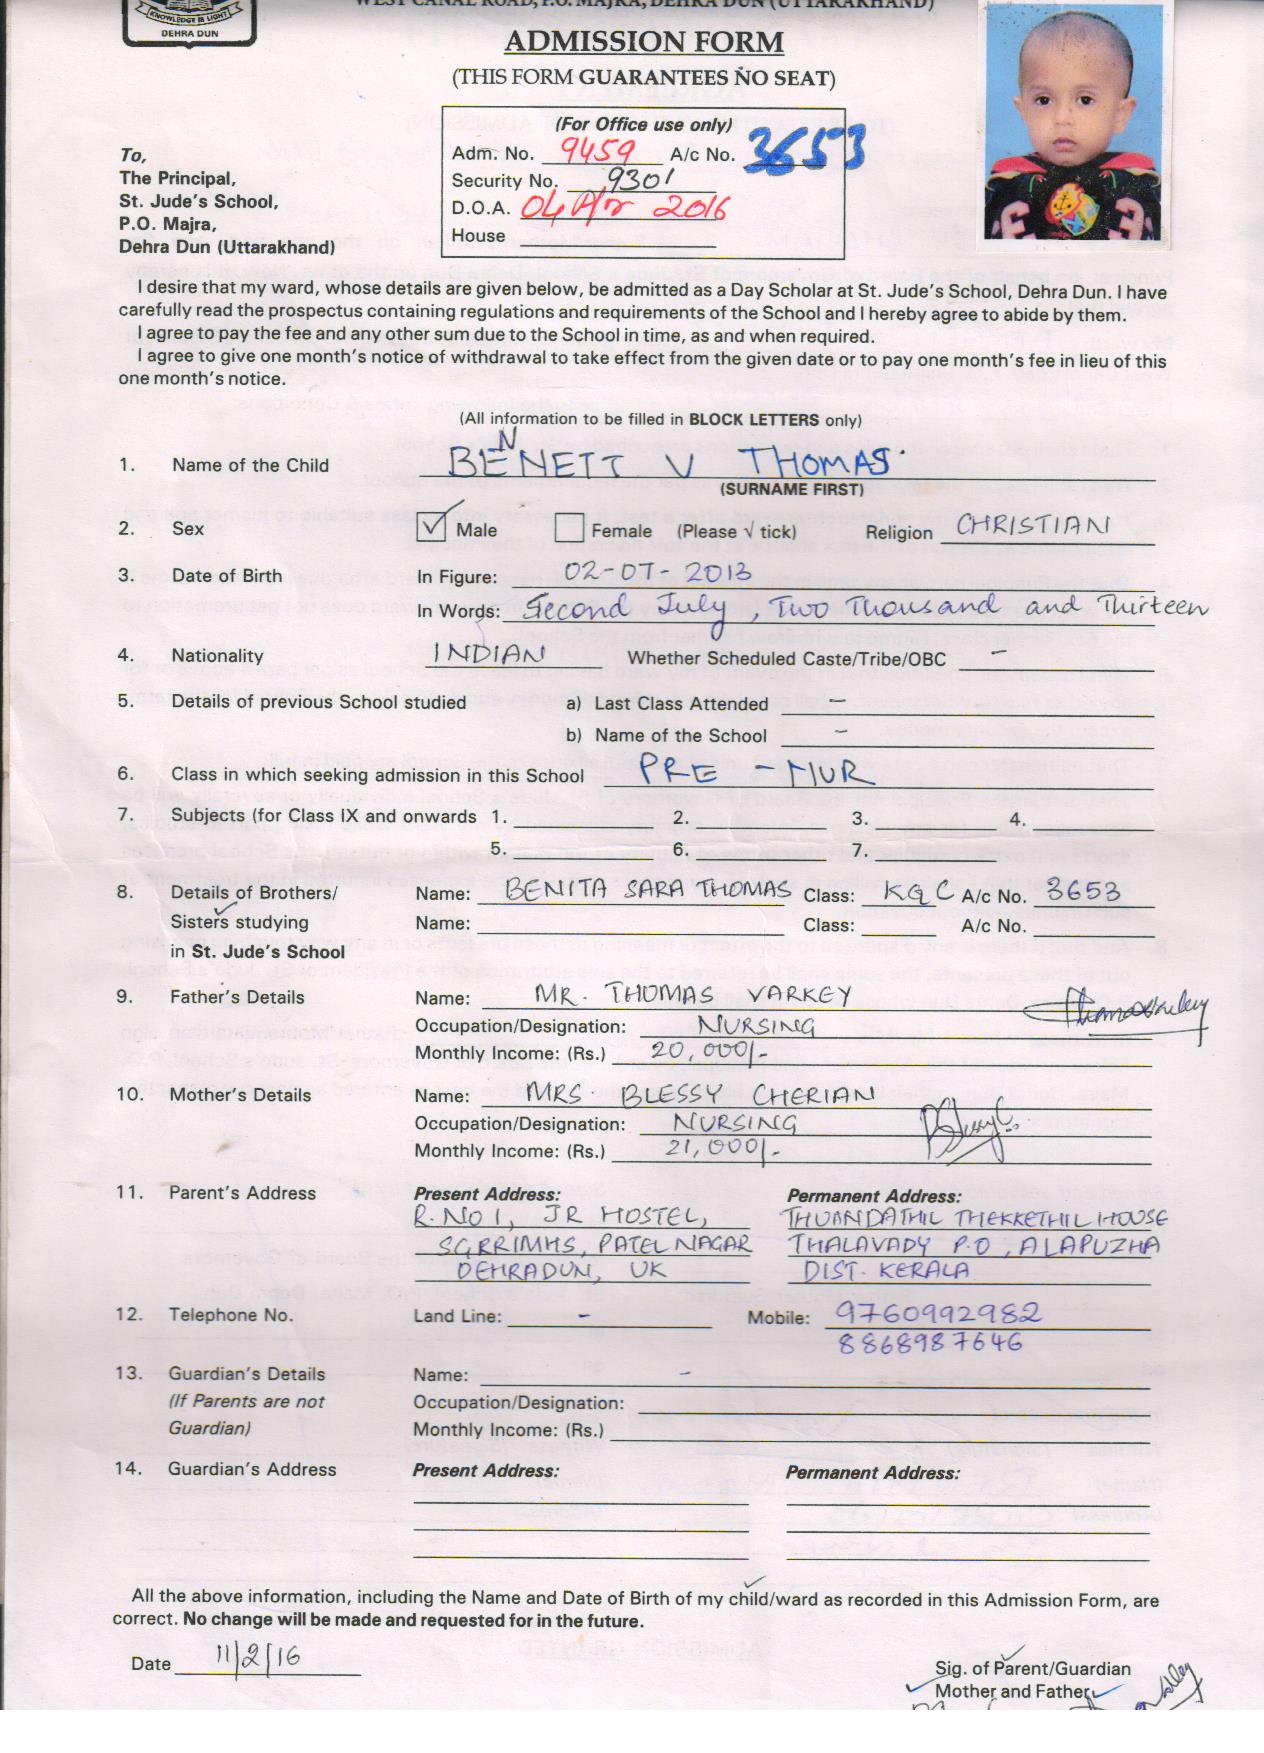 KNOWLEDGE IS LIGHT
DEHRA DUN
WEST CANAL ROAD, P.O. MAJRA, DEHRA DUN (UTTARAKHAND)
ADMISSION FORM
(THIS FORM GUARANTEES NO SEAT)
(For Office use only)
Adm. No. 9459 A/c No. 3653
Security No. 9301
D.O.A. 04 Apr 2016
House
To,
The Principal,
St. Jude's School,
P.O. Majra,
Dehra Dun (Uttarakhand)
I desire that my ward, whose details are given below, be admitted as a Day Scholar at St. Jude's School, Dehra Dun. I have
carefully read the prospectus containing regulations and requirements of the School and I hereby agree to abide by them.
I agree to pay the fee and any other sum due to the School in time, as and when required.
I agree to give one month's notice of withdrawal to take effect from the given date or to pay one month's fee in lieu of this
one month's notice.
(All information to be filled in BLOCK LETTERS only)
1. Name of the Child BENNETT V THOMAS
(SURNAME FIRST)
2. Sex ✓ Male Female (Please √ tick) Religion CHRISTIAN
3. Date of Birth In Figure: 02-07-2013
In Words: Second July, Two Thousand and Thirteen
4. Nationality INDIAN Whether Scheduled Caste/Tribe/OBC -
5. Details of previous School studied a) Last Class Attended -
b) Name of the School -
6. Class in which seeking admission in this School PRE - NUR
7. Subjects (for Class IX and onwards 1. 2. 3. 4.
5. 6. 7.
8. Details of Brothers/ Name: BENITA SARA THOMAS Class: KG C A/c No. 3653
Sisters studying Name: Class: A/c No.
in St. Jude's School
9. Father's Details Name: MR. THOMAS VARKEY
Occupation/Designation: NURSING
Monthly Income: (Rs.) 20,000/-
10. Mother's Details Name: MRS. BLESSY CHERIAN
Occupation/Designation: NURSING
Monthly Income: (Rs.) 21,000/-
11. Parent's Address Present Address: Permanent Address:
R.NO 1, JR HOSTEL, THUANDATHIL THEKKETHIL HOUSE
SGRRIMHS, PATEL NAGAR THALAVADY P.O, ALAPUZHA
DEHRADUN, UK DIST. KERALA
12. Telephone No. Land Line: - Mobile: 9760992982
8868987646
13. Guardian's Details Name: -
(If Parents are not Occupation/Designation:
Guardian) Monthly Income: (Rs.)
14. Guardian's Address Present Address: Permanent Address:
All the above information, including the Name and Date of Birth of my child/ward as recorded in this Admission Form, are
correct. No change will be made and requested for in the future.
Date 11/2/16
Sig. of Parent/Guardian
Mother and Father